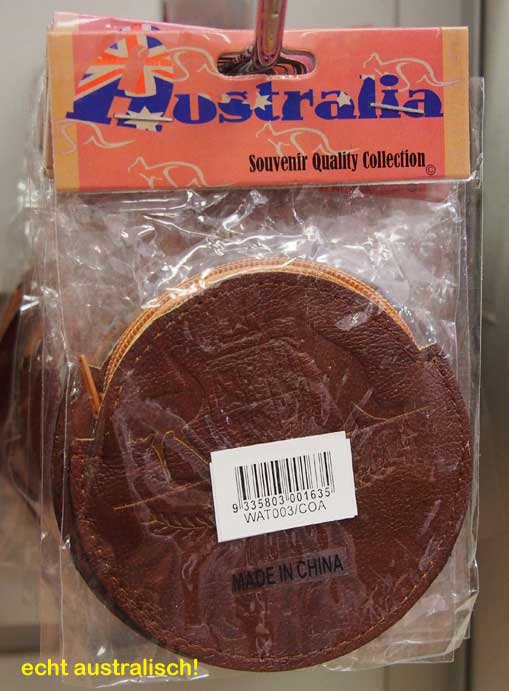 Australia
Souvenir Quality Collection ©
9 335803 001635
WAT003/COA
MADE IN CHINA
echt australisch!